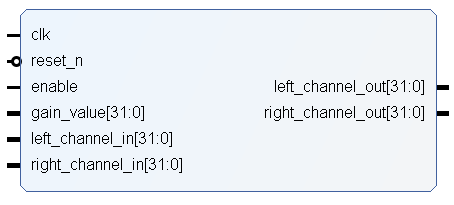 clk
reset_n
enable
left_channel_out[31:0]
gain_value[31:0]
right_channel_out[31:0]
left_channel_in[31:0]
right_channel_in[31:0]